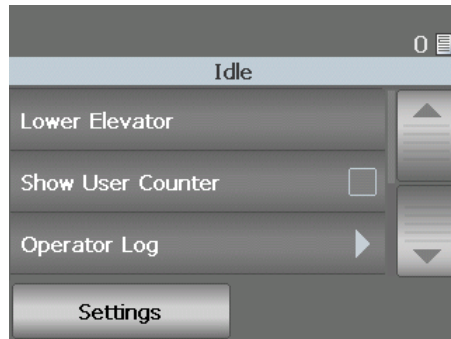 0
Idle
Lower Elevator
Show User Counter
Operator Log
Settings